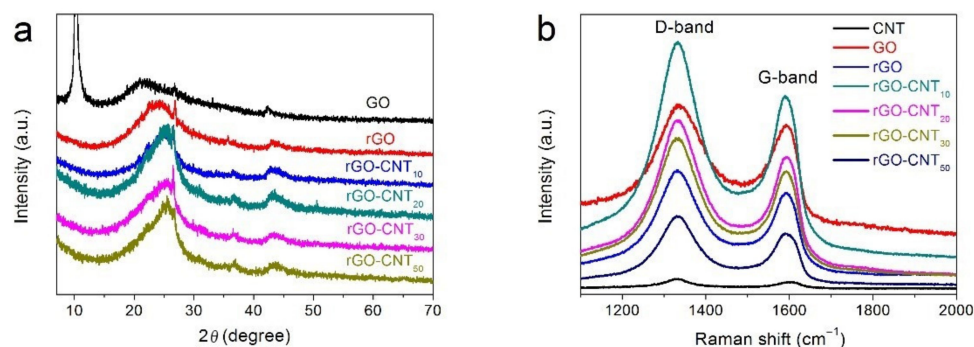 a
Intensity (a.u.)
GO
rGO
rGO-CNT10
rGO-CNT20
rGO-CNT30
rGO-CNT50
10 20 30 40 50 60 70
2θ (degree)
b
Intensity (a.u.)
D-band
G-band
CNT
GO
rGO
rGO-CNT10
rGO-CNT20
rGO-CNT30
rGO-CNT50
1200 1400 1600 1800 2000
Raman shift (cm⁻¹)